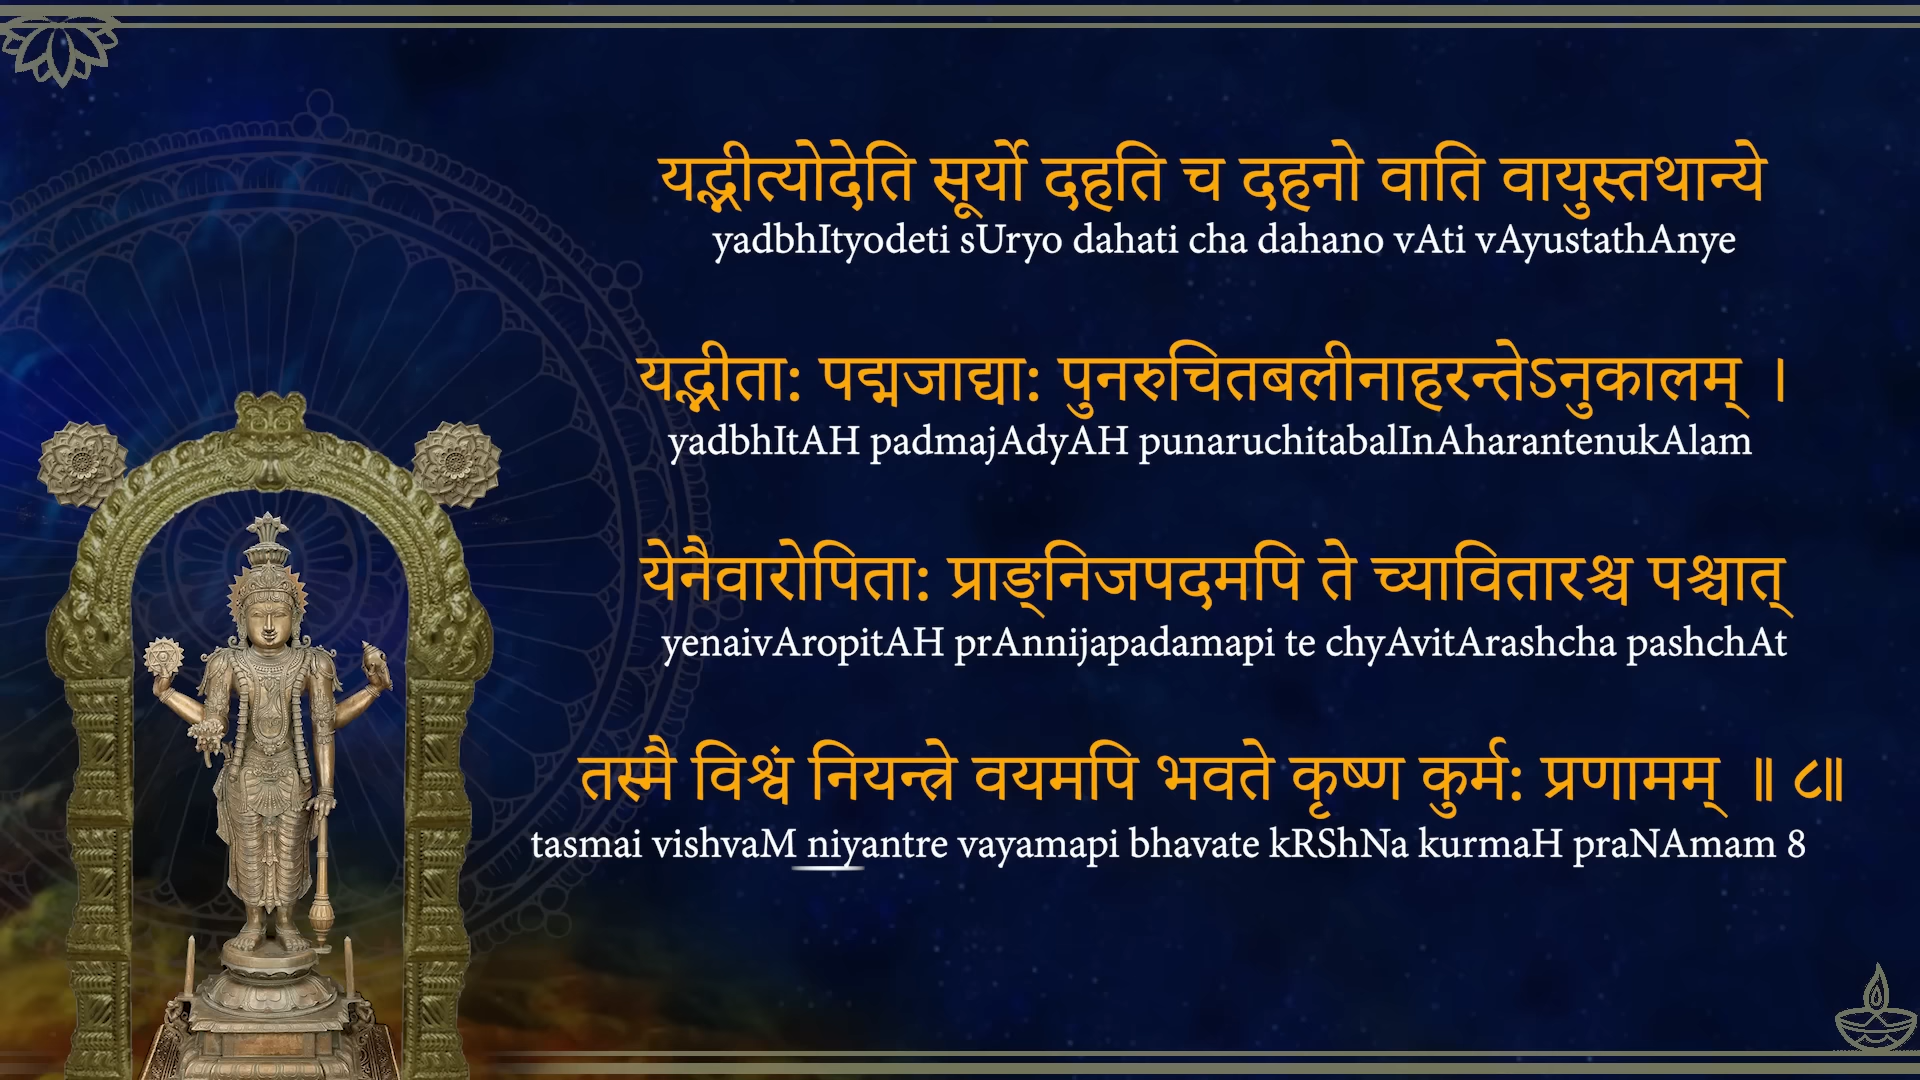 यद्भीत्योदेति सूर्यो दहति च दहनो वाति वायुस्तथान्ये
yadbhItyodeti sUryo dahati cha dahano vAti vAyustathAnye
यद्भीता: पद्मजाद्या: पुनरुचितबलीनाहरन्तेऽनुकालम् ।
yadbhItAH padmajAdyAH punaruchitabalInAharantenukAlam
येनैवारोपिता: प्राङ्निजपदमपि ते च्यावितारश्च पश्चात्
yenaivAropitAH prAnnijapadamapi te chyAvitArashcha pashchAt
तस्मै विश्वं नियन्त्रे वयमपि भवते कृष्ण कुर्म: प्रणामम् ॥ ८॥
tasmai vishvaM niyantre vayamapi bhavate kRShNa kurmaH praNAmam 8